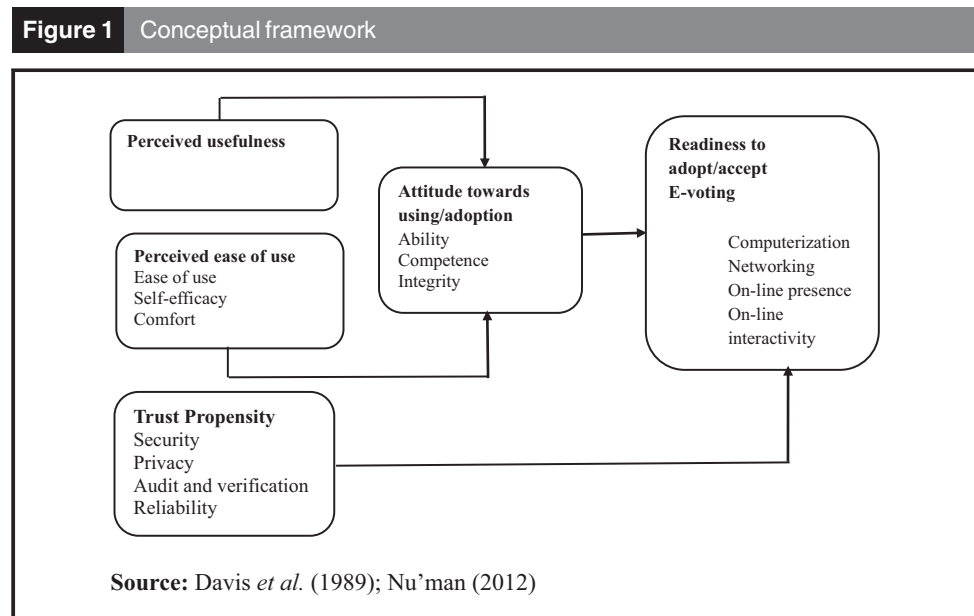 Figure 1 Conceptual framework
Perceived usefulness
Perceived ease of use
Ease of use
Self-efficacy
Comfort
Trust Propensity
Security
Privacy
Audit and verification
Reliability
Attitude towards
using/adoption
Ability
Competence
Integrity
Readiness to
adopt/accept
E-voting
Computerization
Networking
On-line presence
On-line
interactivity
Source: Davis et al. (1989); Nu’man (2012)